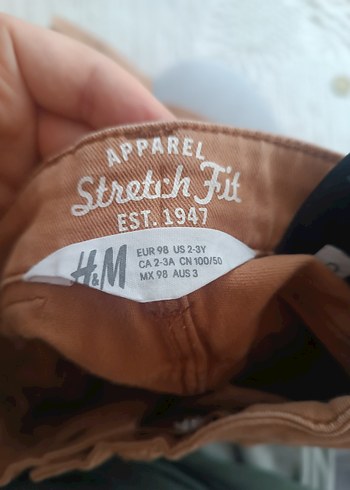 APPAREL
Stretch Fit
EST. 1947
H&M
EUR 98 US 2-3Y
CA 2-3A CN 100/50
MX 98 AUS 3